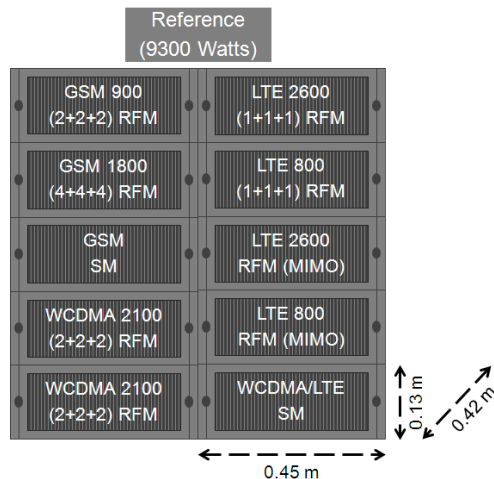 Reference
(9300 Watts)
GSM 900
(2+2+2) RFM
LTE 2600
(1+1+1) RFM
GSM 1800
(4+4+4) RFM
LTE 800
(1+1+1) RFM
GSM
SM
LTE 2600
RFM (MIMO)
WCDMA 2100
(2+2+2) RFM
LTE 800
RFM (MIMO)
WCDMA 2100
(2+2+2) RFM
WCDMA/LTE
SM
0.13 m
0.42 m
0.45 m